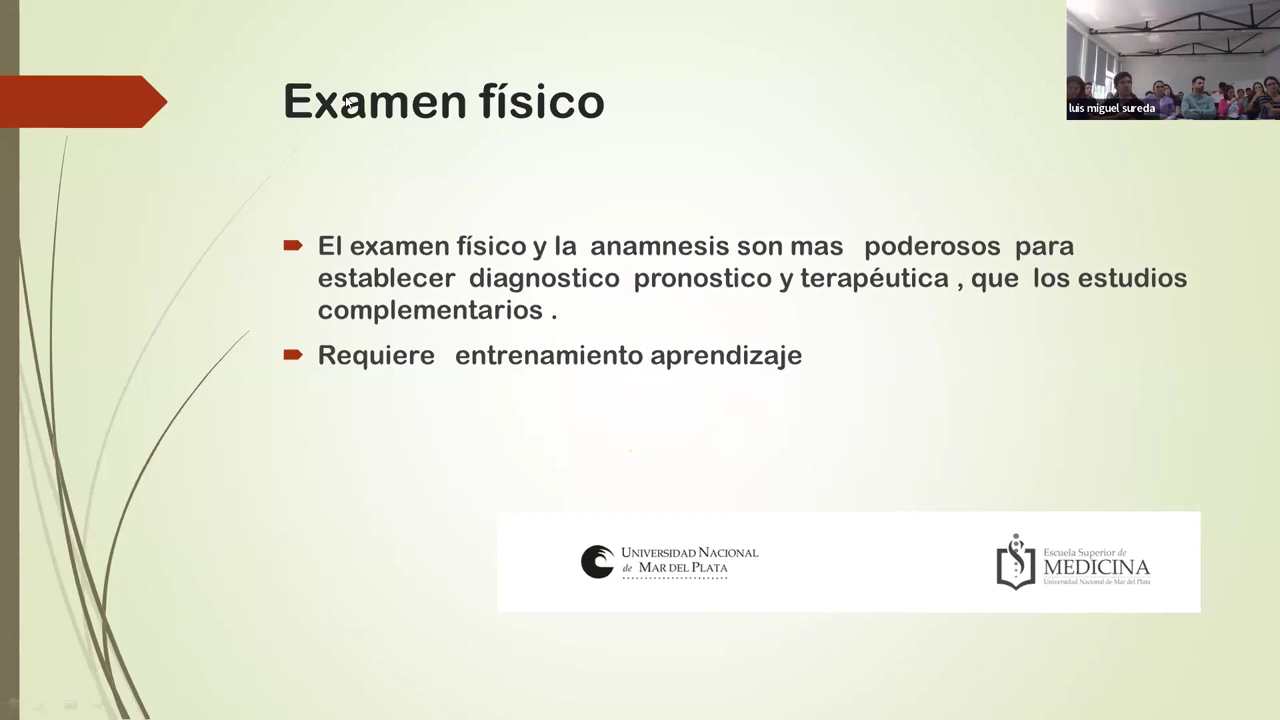 Examen físico
luis miguel sureda
El examen físico y la anamnesis son mas poderosos para
establecer diagnostico pronostico y terapéutica , que los estudios
complementarios .
Requiere entrenamiento aprendizaje
UNIVERSIDAD NACIONAL
de MAR DEL PLATA
Escuela Superior de
MEDICINA
Universidad Nacional de Mar del Plata